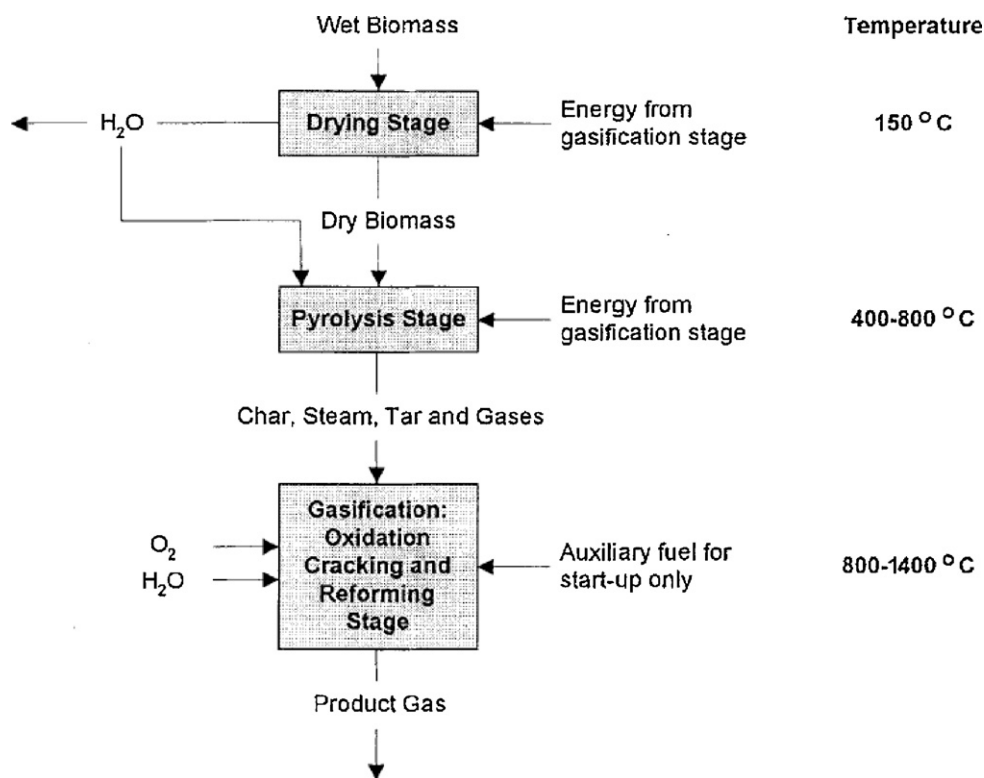 Wet Biomass
Temperature
H₂O
Drying Stage
Energy from
gasification stage
150 °C
Dry Biomass
Pyrolysis Stage
Energy from
gasification stage
400-800 °C
Char, Steam, Tar and Gases
O₂
H₂O
Gasification:
Oxidation
Cracking and
Reforming
Stage
Auxiliary fuel for
start-up only
800-1400 °C
Product Gas